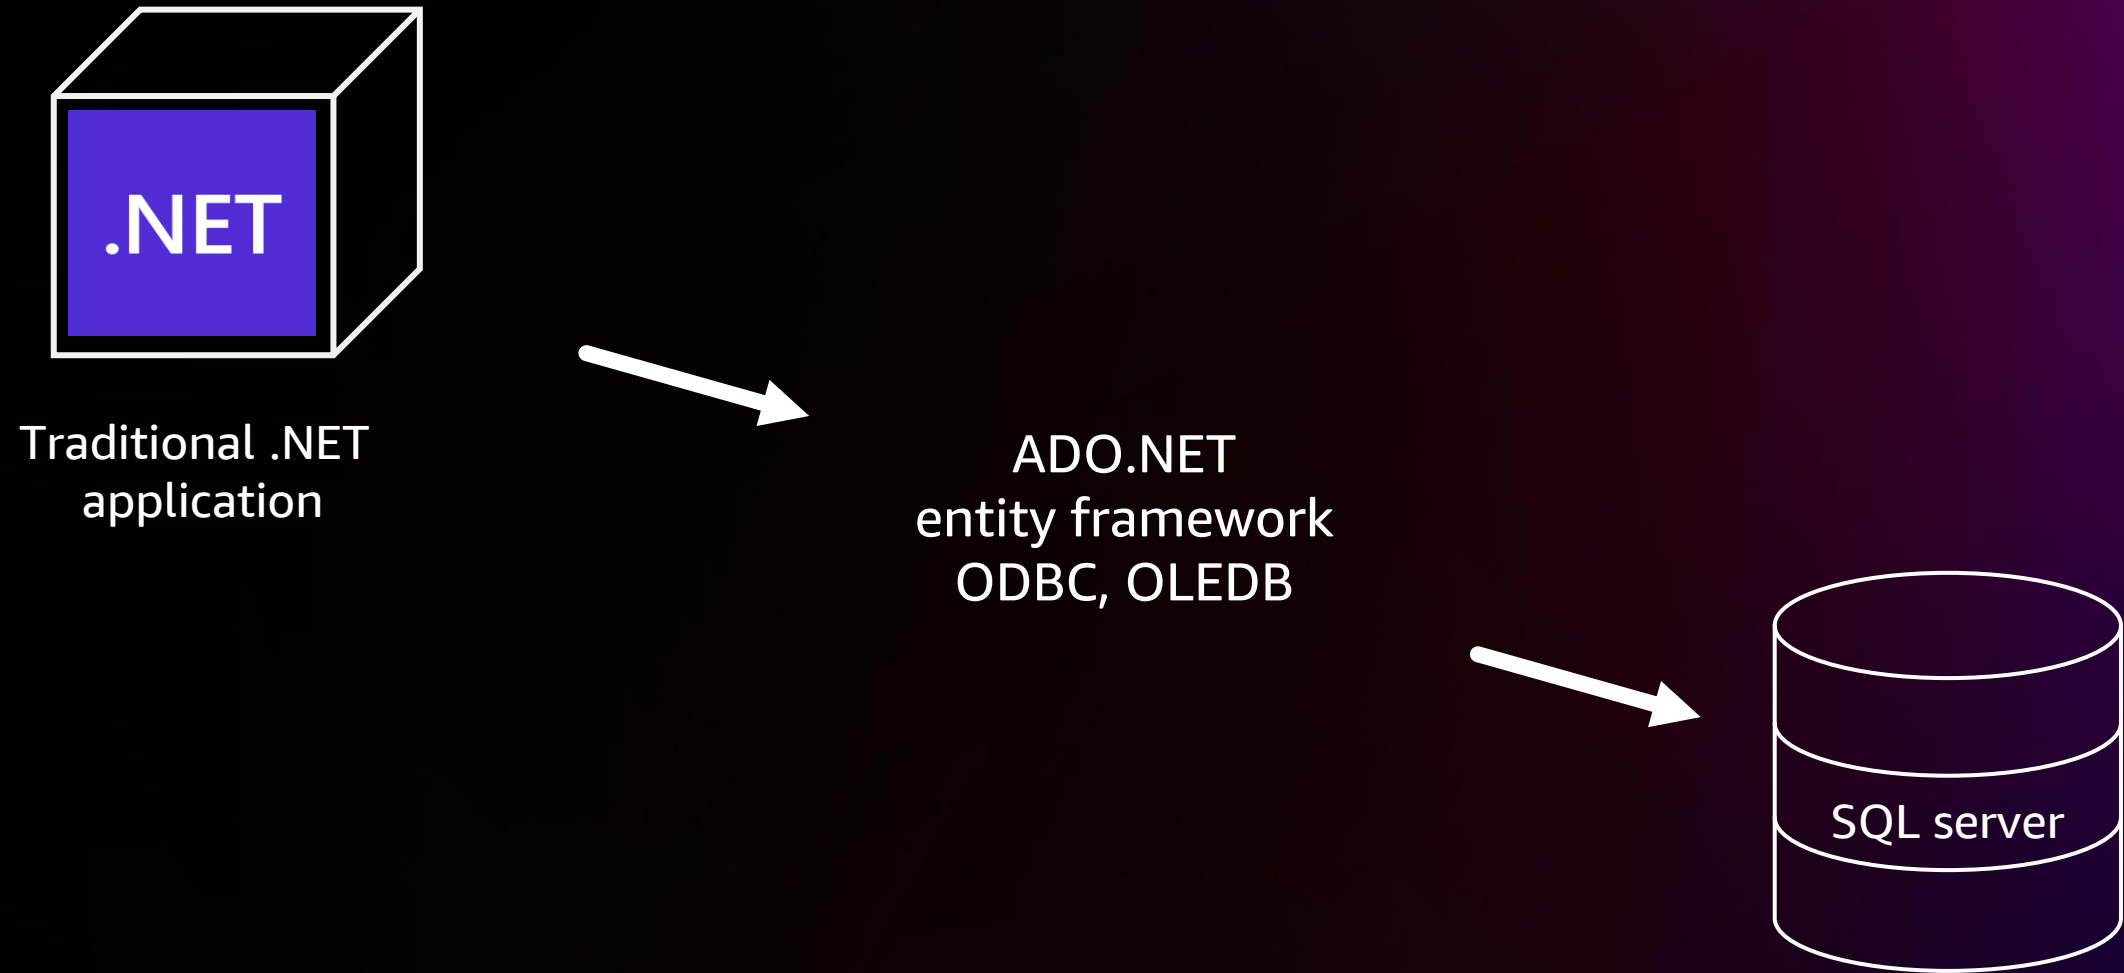 .NET
Traditional .NET
application
ADO.NET
entity framework
ODBC, OLEDB
SQL server